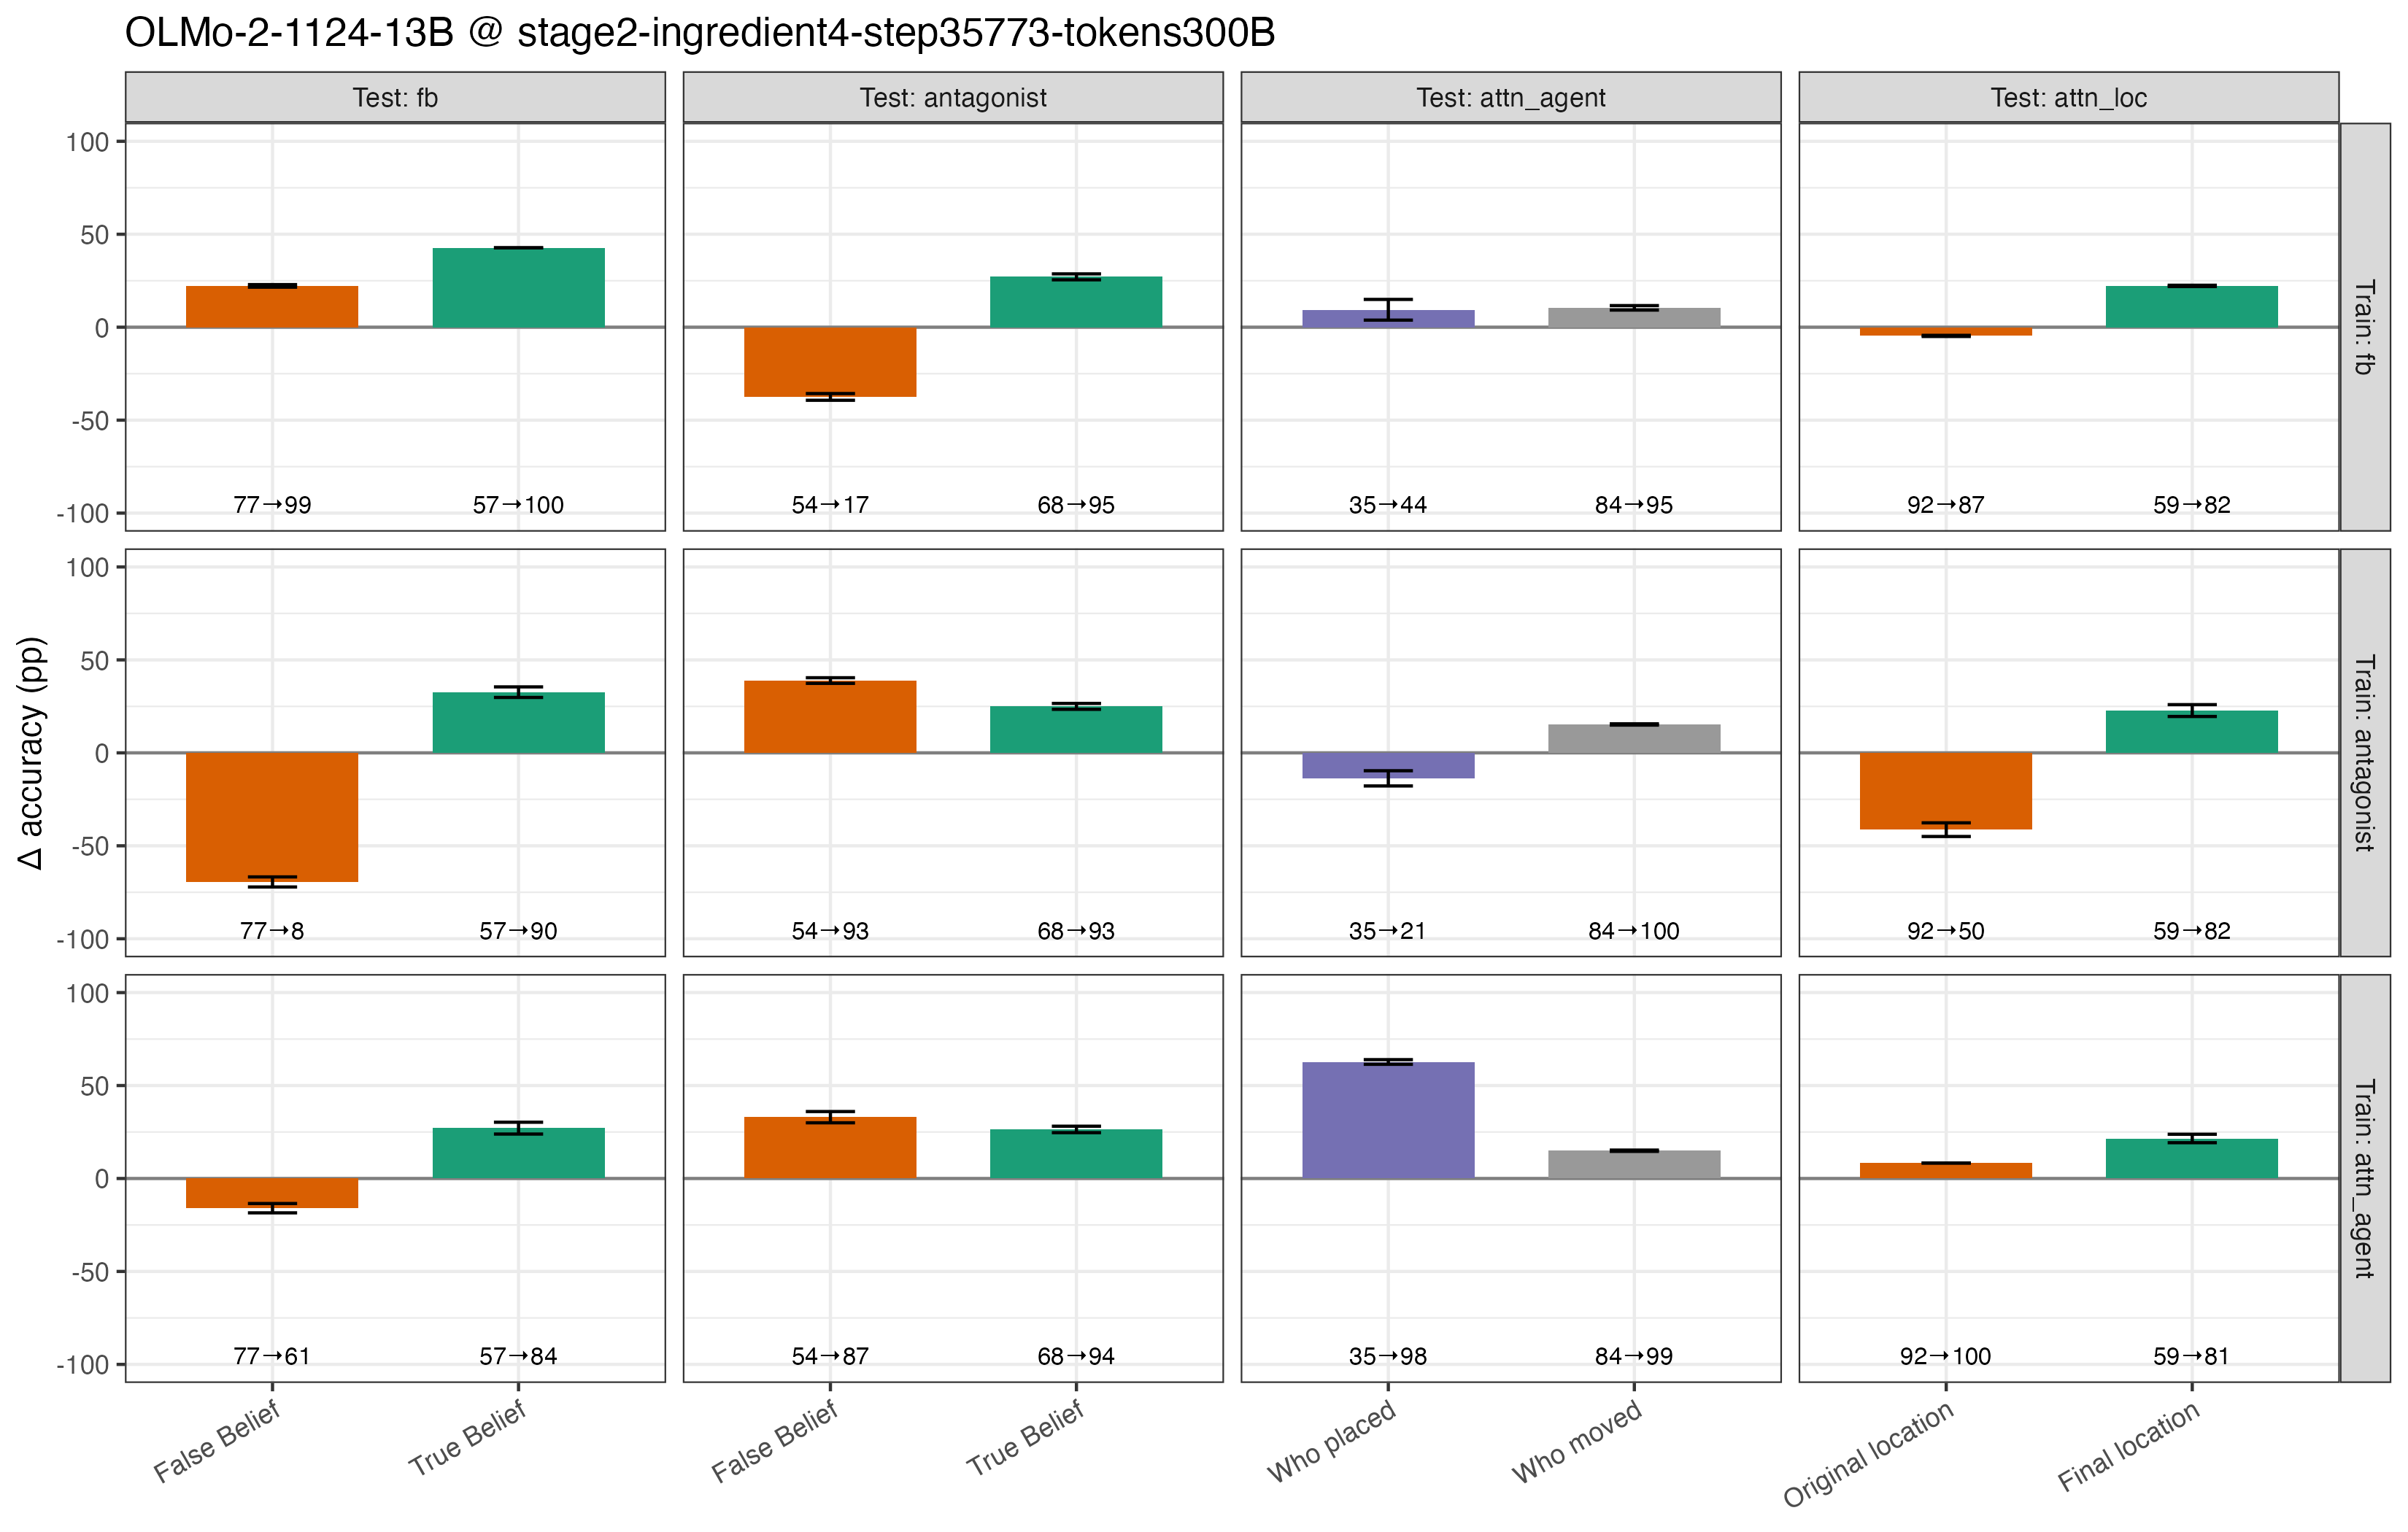 OLMo-2-1124-13B @ stage2-ingredient4-step35773-tokens300B
Test: fb
Test: antagonist
Test: attn_agent
Test: attn_loc
Δ accuracy (pp)
100
50
0
-50
-100
77→99
57→100
54→17
68→95
35→44
84→95
92→87
59→82
Train: fb
100
50
0
-50
-100
77→8
57→90
54→93
68→93
35→21
84→100
92→50
59→82
Train: antagonist
100
50
0
-50
-100
77→61
57→84
54→87
68→94
35→98
84→99
92→100
59→81
Train: attn_agent
False Belief
True Belief
False Belief
True Belief
Who placed
Who moved
Original location
Final location